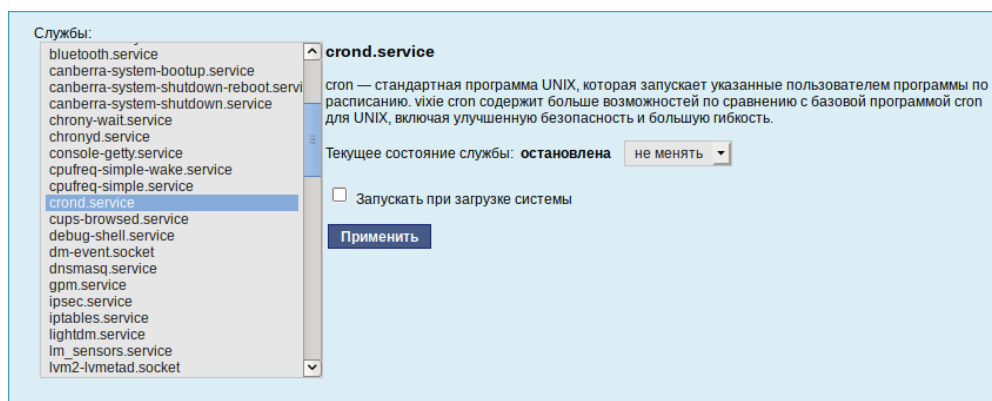 Службы:
bluetooth.service
canberra-system-bootup.service
canberra-system-shutdown-reboot.servi
canberra-system-shutdown.service
chrony-wait.service
chronyd.service
console-getty.service
cpufreq-simple-wake.service
cpufreq-simple.service
crond.service
cups-browsed.service
debug-shell.service
dm-event.socket
dnsmasq.service
gpm.service
ipsec.service
iptables.service
lightdm.service
lm_sensors.service
lvm2-lvmetad.socket
crond.service
cron — стандартная программа UNIX, которая запускает указанные пользователем программы по
расписанию. vixie cron содержит больше возможностей по сравнению с базовой программой cron
для UNIX, включая улучшенную безопасность и большую гибкость.
Текущее состояние службы: остановлена не менять
Запускать при загрузке системы
Применить